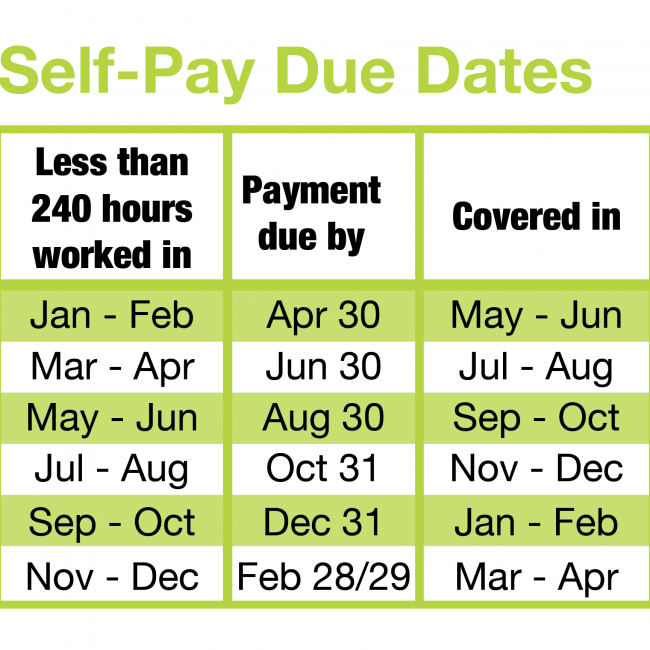 Self-Pay Due Dates
Less than
240 hours
worked in
Payment
due by
Covered in
Jan - Feb Apr 30 May - Jun
Mar - Apr Jun 30 Jul - Aug
May - Jun Aug 30 Sep - Oct
Jul - Aug Oct 31 Nov - Dec
Sep - Oct Dec 31 Jan - Feb
Nov - Dec Feb 28/29 Mar - Apr